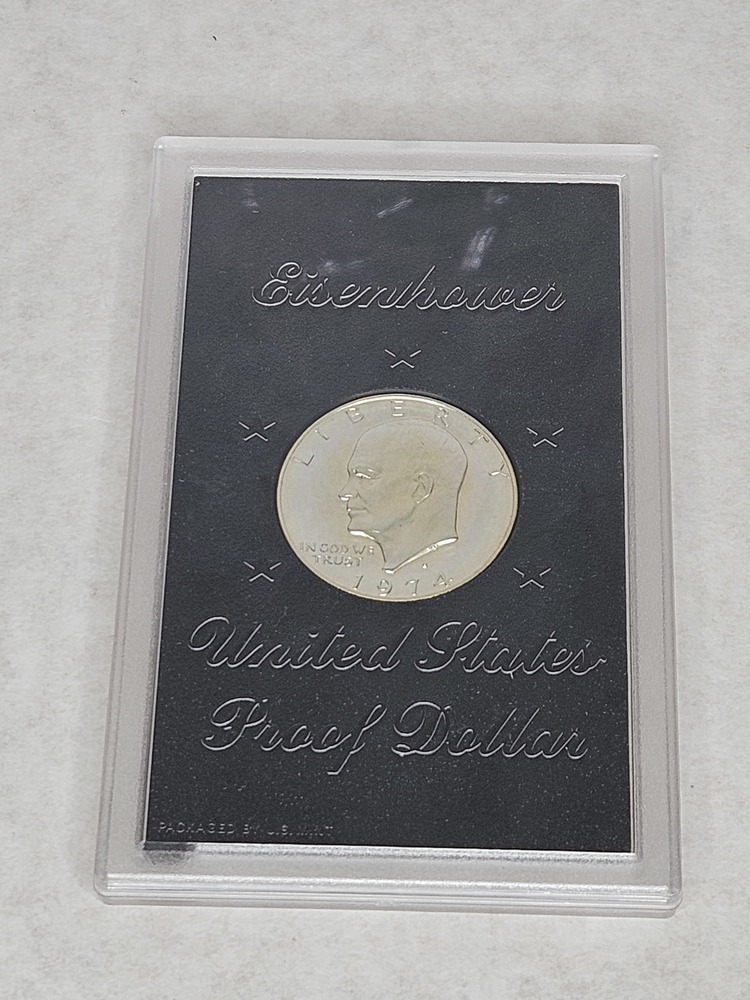 Eisenhower
LIBERTY
IN GOD WE
TRUST
1974
United States
Proof Dollar
PACKAGED BY U.S. MINT